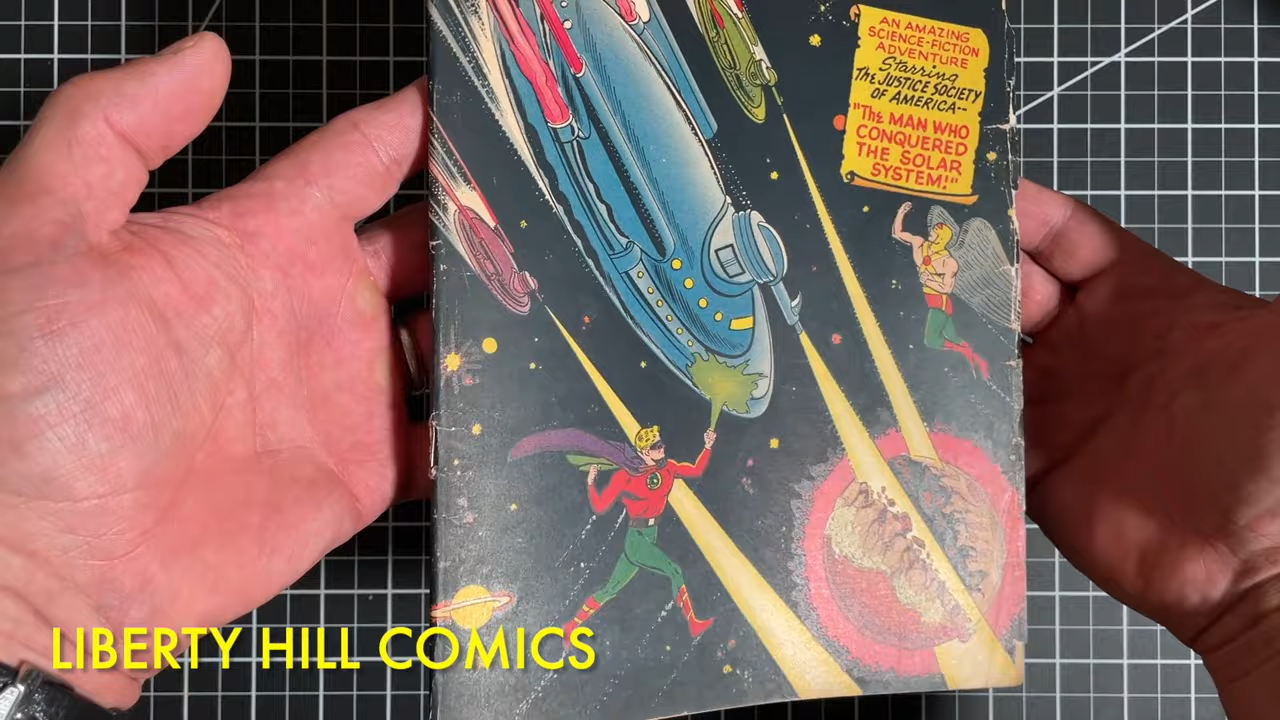 AN AMAZING
SCIENCE-FICTION
ADVENTURE
Starring
The JUSTICE SOCIETY
OF AMERICA--
"The MAN WHO
CONQUERED
THE SOLAR
SYSTEM!"
LIBERTY HILL COMICS